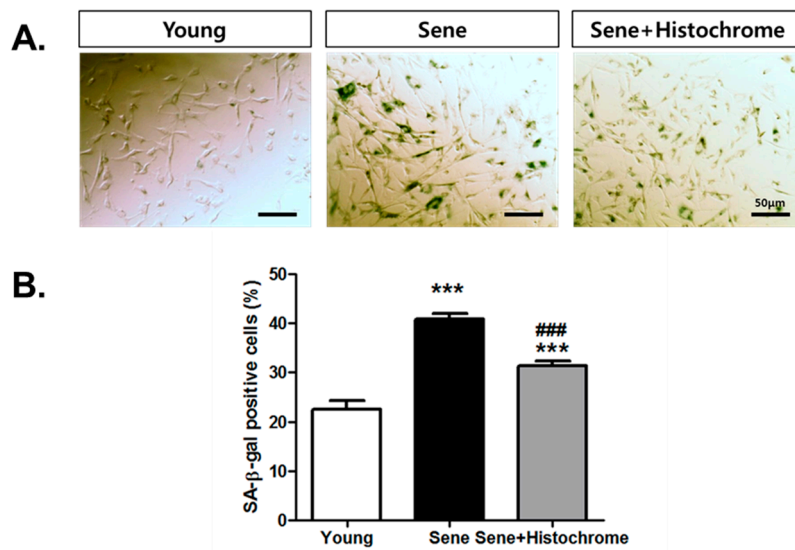 A.
Young
Sene
Sene+Histochrome
50μm
B.
SA-β-gal positive cells (%)
50
40
30
20
10
0
***
###
***
Young
Sene
Sene+Histochrome